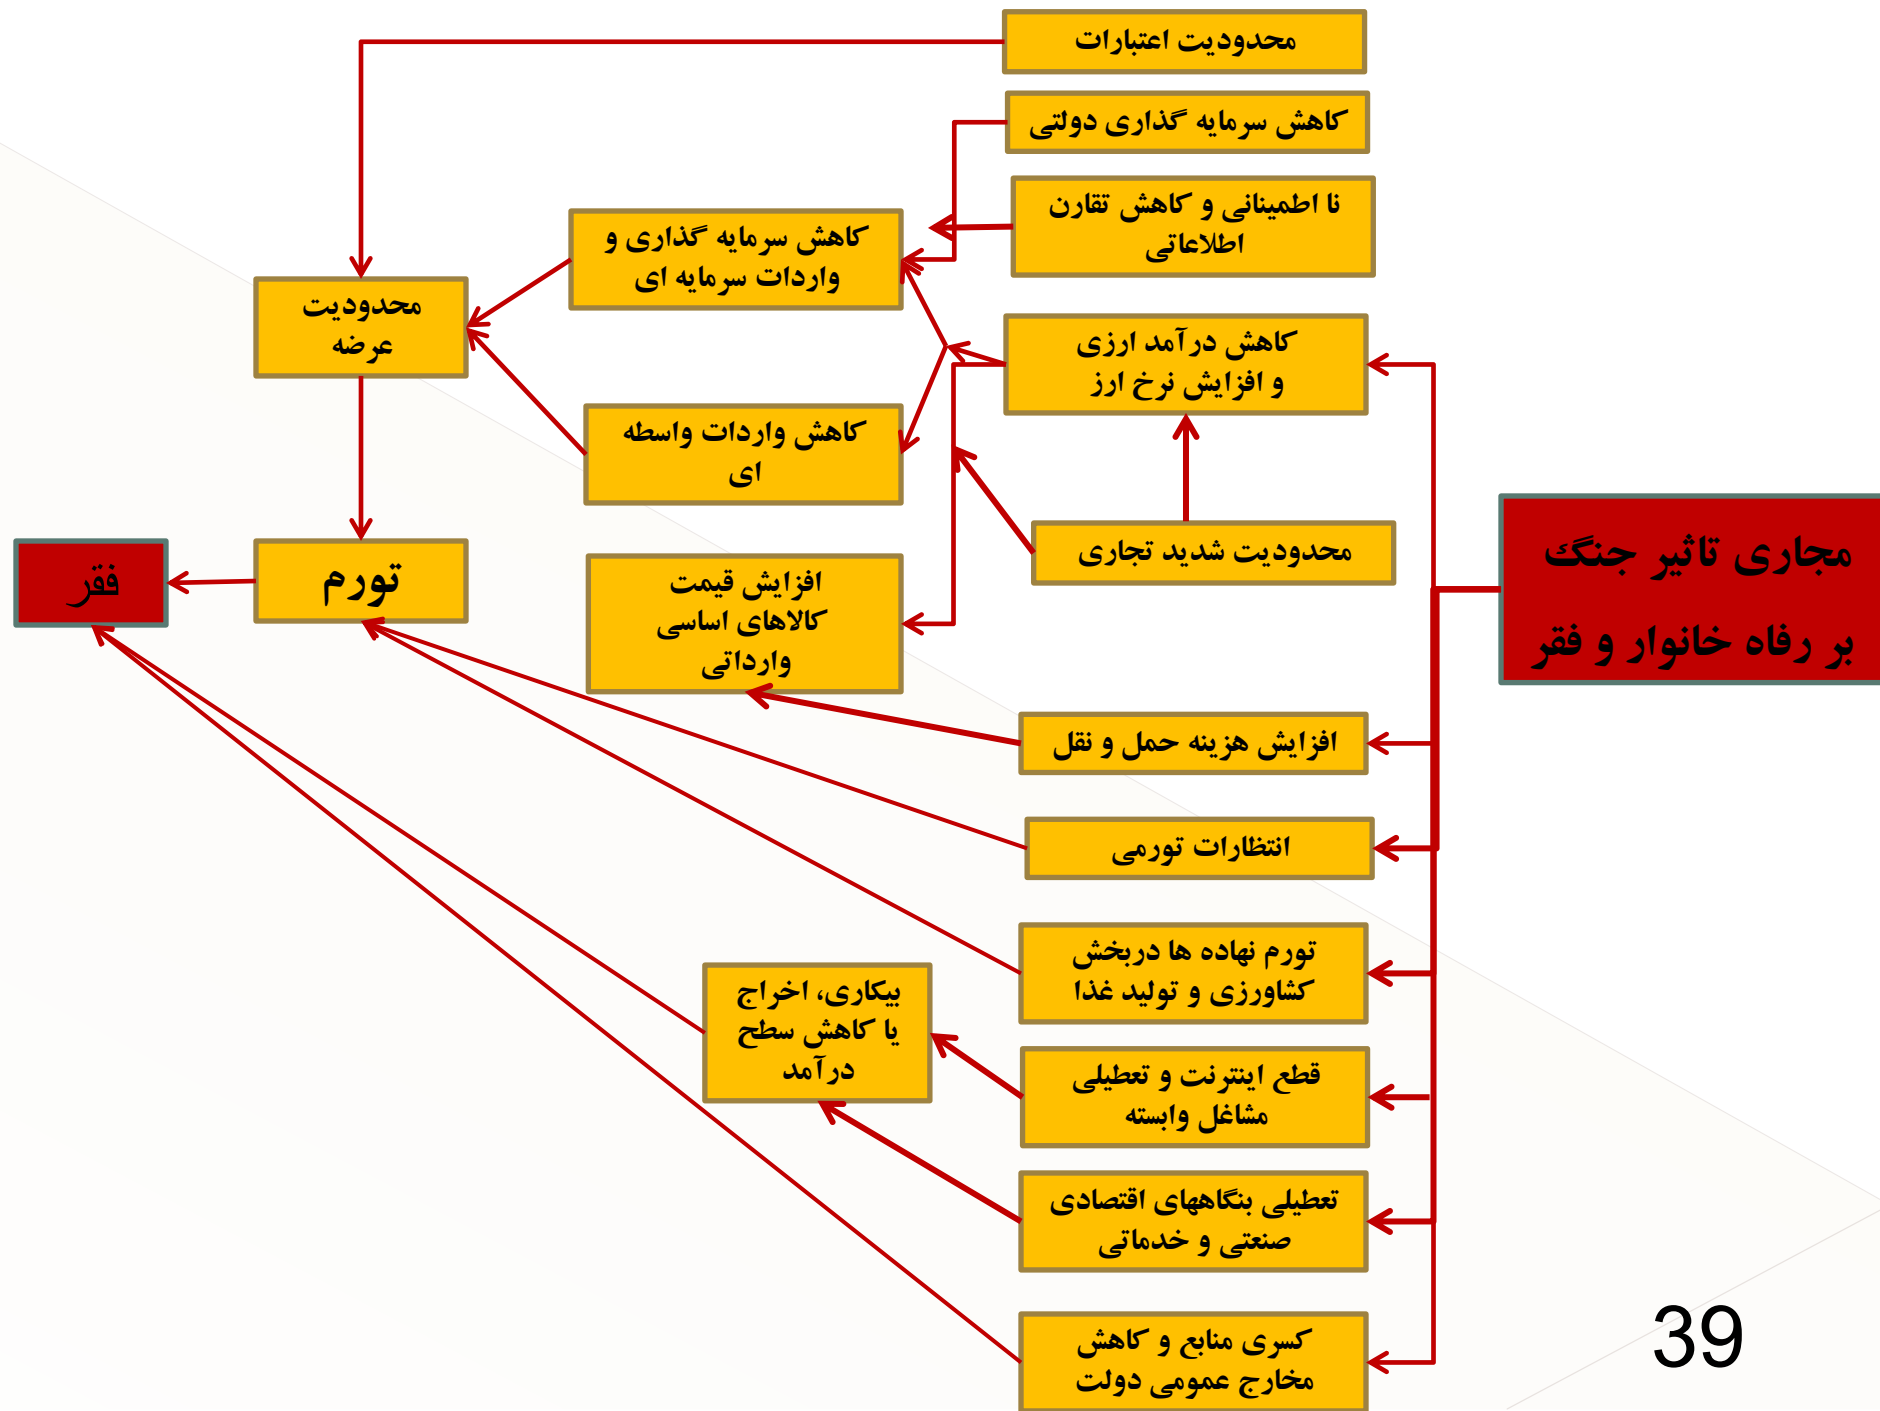 محدودیت اعتبارات
کاهش سرمایه گذاری دولتی
نا اطمینانی و کاهش تقارن
اطلاعاتی
کاهش سرمایه گذاری و
واردات سرمایه ای
محدودیت
عرضه
کاهش درآمد ارزی
و افزایش نرخ ارز
کاهش واردات واسطه
ای
محدودیت شدید تجاری
مجاری تاثیر جنگ
بر رفاه خانوار و فقر
افزایش قیمت
کالاهای اساسی
وارداتی
تورم
فقر
افزایش هزینه حمل و نقل
انتظارات تورمی
تورم نهاده ها دربخش
کشاورزی و تولید غذا
بیکاری، اخراج
یا کاهش سطح
درآمد
قطع اینترنت و تعطیلی
مشاغل وابسته
تعطیلی بنگاههای اقتصادی
صنعتی و خدماتی
کسری منابع و کاهش
مخارج عمومی دولت
39